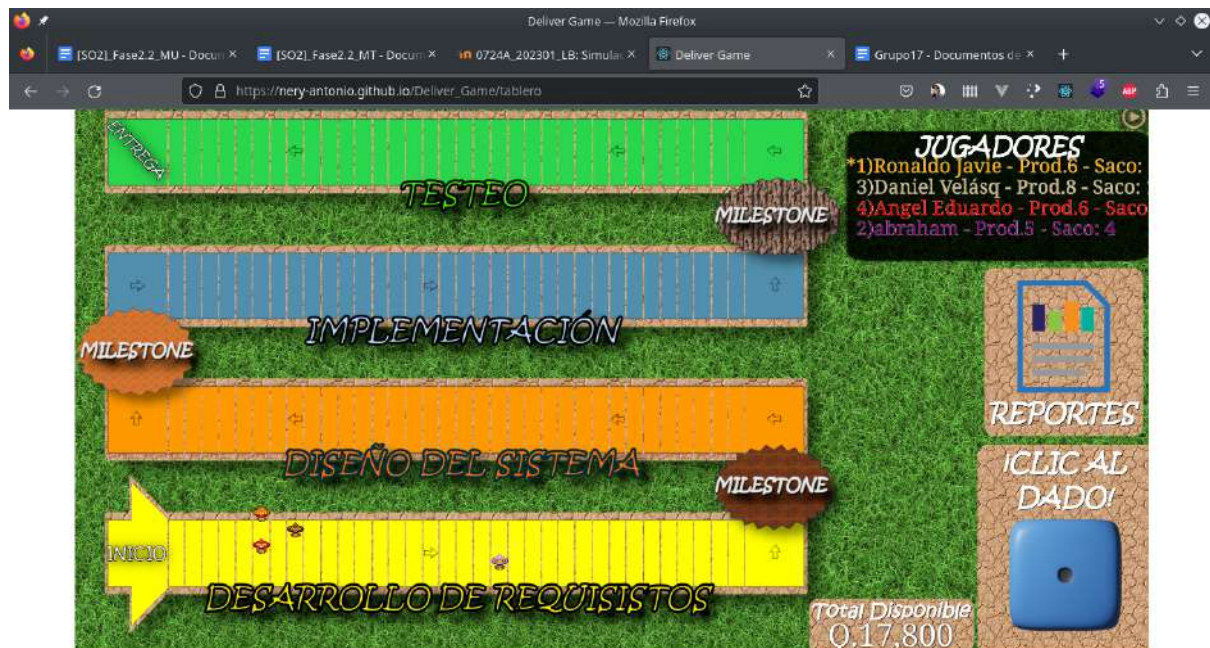 Deliver Game — Mozilla Firefox
[SO2]_Fase2.2_MU - Docum
[SO2]_Fase2.2_MT - Docum
0724A_202301_LB: Simulac
Deliver Game
Grupo17 - Documentos de
https://nery-antonio.github.io/Deliver_Game/tablero
5
ABP
ENTREGA
TESTEO
MILESTONE
IMPLEMENTACIÓN
MILESTONE
DISEÑO DEL SISTEMA
MILESTONE
INICIO
DESARROLLO DE REQUISISTOS
JUGADORES
*1)Ronaldo Javie - Prod.6 - Saco:
3)Daniel Velásq - Prod.8 - Saco:
4)Angel Eduardo - Prod.6 - Saco
2)abraham - Prod.5 - Saco: 4
REPORTES
¡CLIC AL
DADO!
Total Disponible
Q.17,800